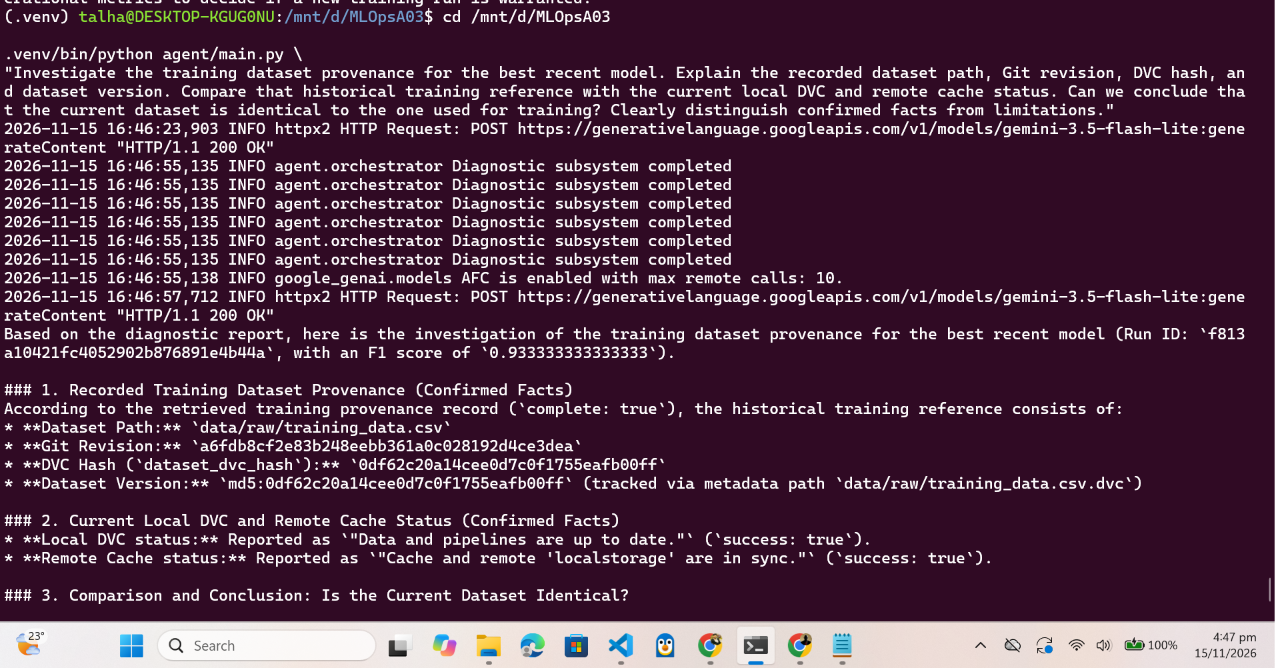 erational metrics to decide if a new training run is warranted.
(.venv) talha@DESKTOP-KGUG0NU:/mnt/d/MLOpsA03$ cd /mnt/d/MLOpsA03
.venv/bin/python agent/main.py \
"Investigate the training dataset provenance for the best recent model. Explain the recorded dataset path, Git revision, DVC hash, an
d dataset version. Compare that historical training reference with the current local DVC and remote cache status. Can we conclude tha
t the current dataset is identical to the one used for training? Clearly distinguish confirmed facts from limitations."
2026-11-15 16:46:23,903 INFO httpx2 HTTP Request: POST https://generativelanguage.googleapis.com/v1/models/gemini-3.5-flash-lite:gene
rateContent "HTTP/1.1 200 OK"
2026-11-15 16:46:55,135 INFO agent.orchestrator Diagnostic subsystem completed
2026-11-15 16:46:55,135 INFO agent.orchestrator Diagnostic subsystem completed
2026-11-15 16:46:55,135 INFO agent.orchestrator Diagnostic subsystem completed
2026-11-15 16:46:55,135 INFO agent.orchestrator Diagnostic subsystem completed
2026-11-15 16:46:55,135 INFO agent.orchestrator Diagnostic subsystem completed
2026-11-15 16:46:55,135 INFO agent.orchestrator Diagnostic subsystem completed
2026-11-15 16:46:55,138 INFO google_genai.models AFC is enabled with max remote calls: 10.
2026-11-15 16:46:57,712 INFO httpx2 HTTP Request: POST https://generativelanguage.googleapis.com/v1/models/gemini-3.5-flash-lite:gene
rateContent "HTTP/1.1 200 OK"
Based on the diagnostic report, here is the investigation of the training dataset provenance for the best recent model (Run ID: `f813
a10421fc4052902b876891e4b44a`, with an F1 score of `0.933333333333333`).
### 1. Recorded Training Dataset Provenance (Confirmed Facts)
According to the retrieved training provenance record (`complete: true`), the historical training reference consists of:
* **Dataset Path:** `data/raw/training_data.csv`
* **Git Revision:** `a6fdb8cf2e83b248eebb361a0c028192d4ce3dea`
* **DVC Hash (`dataset_dvc_hash`):** `0df62c20a14cee0d7c0f1755eafb00ff`
* **Dataset Version:** `md5:0df62c20a14cee0d7c0f1755eafb00ff` (tracked via metadata path `data/raw/training_data.csv.dvc`)
### 2. Current Local DVC and Remote Cache Status (Confirmed Facts)
* **Local DVC status:** Reported as `"Data and pipelines are up to date."` (`success: true`).
* **Remote Cache status:** Reported as `"Cache and remote 'localstorage' are in sync."` (`success: true`).
### 3. Comparison and Conclusion: Is the Current Dataset Identical?
23°
Search
100%
4:47 pm
15/11/2026